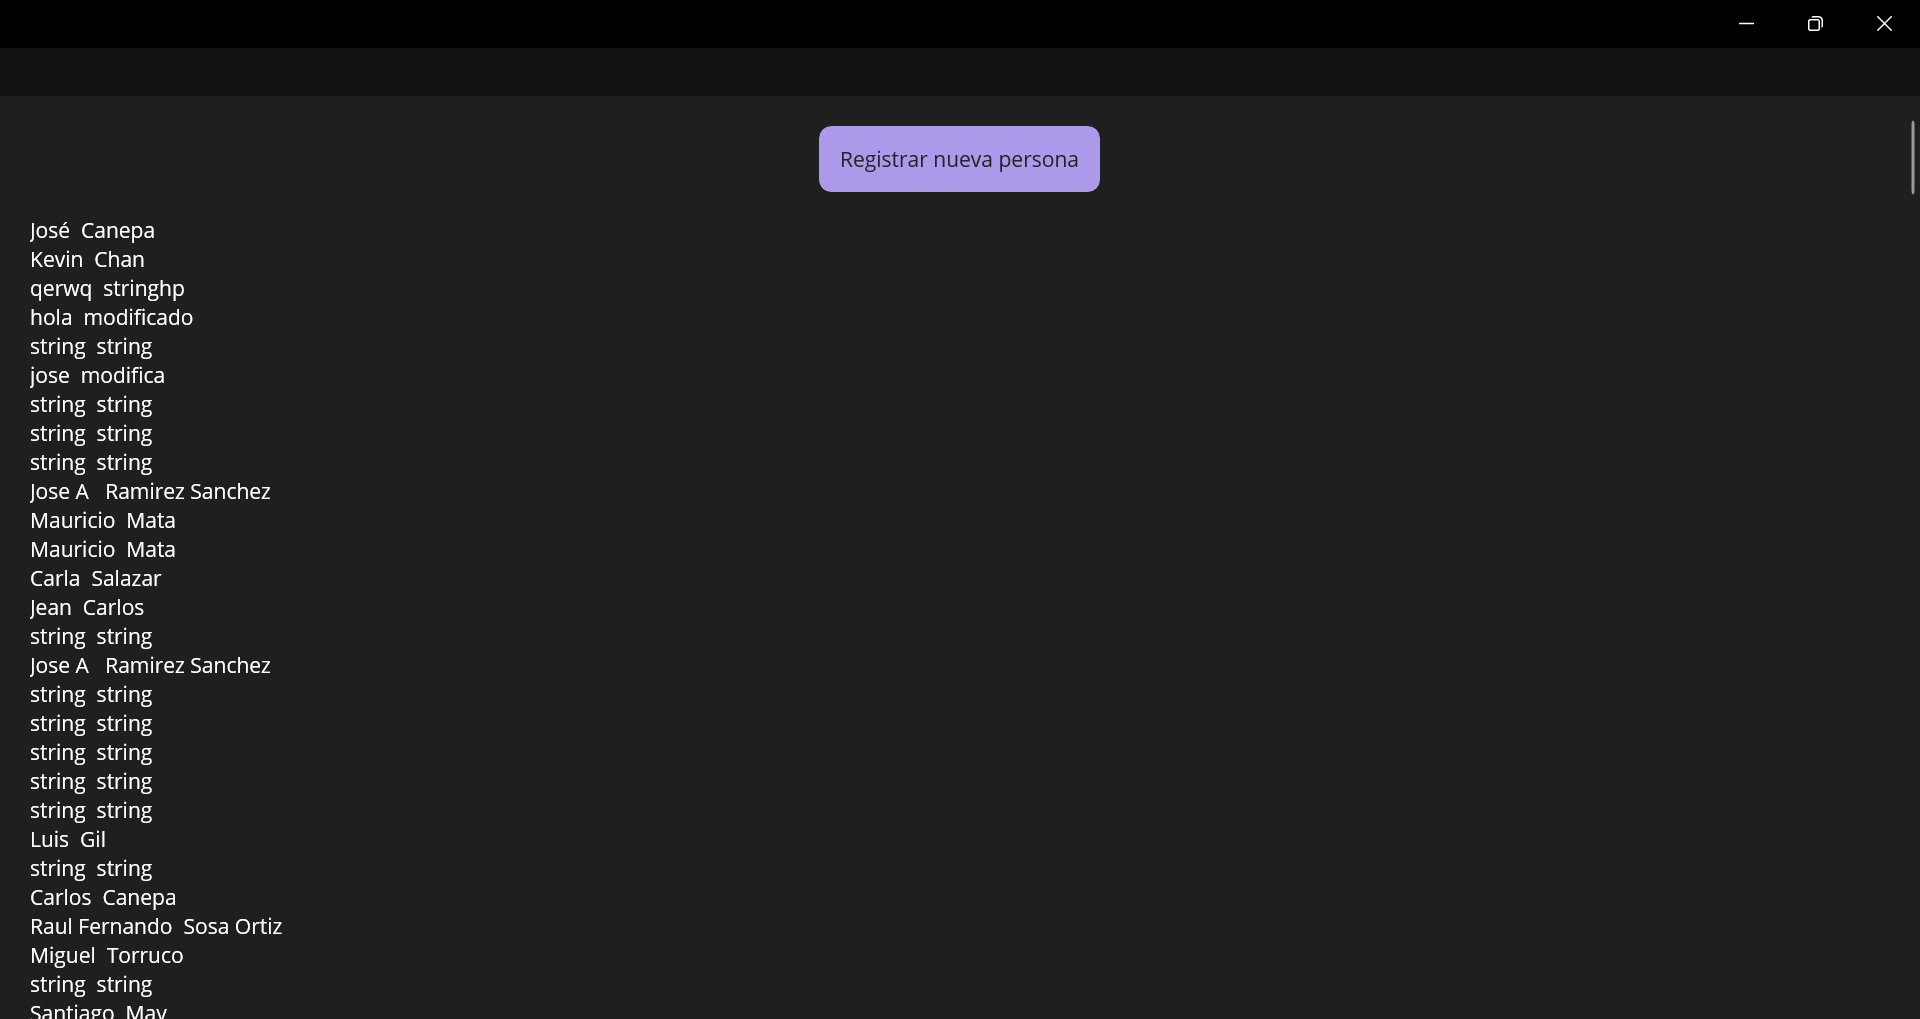 Registrar nueva persona
José Canepa
Kevin Chan
qerwq stringhp
hola modificado
string string
jose modifica
string string
string string
string string
Jose A Ramirez Sanchez
Mauricio Mata
Mauricio Mata
Carla Salazar
Jean Carlos
string string
Jose A Ramirez Sanchez
string string
string string
string string
string string
string string
Luis Gil
string string
Carlos Canepa
Raul Fernando Sosa Ortiz
Miguel Torruco
string string
Santiago May